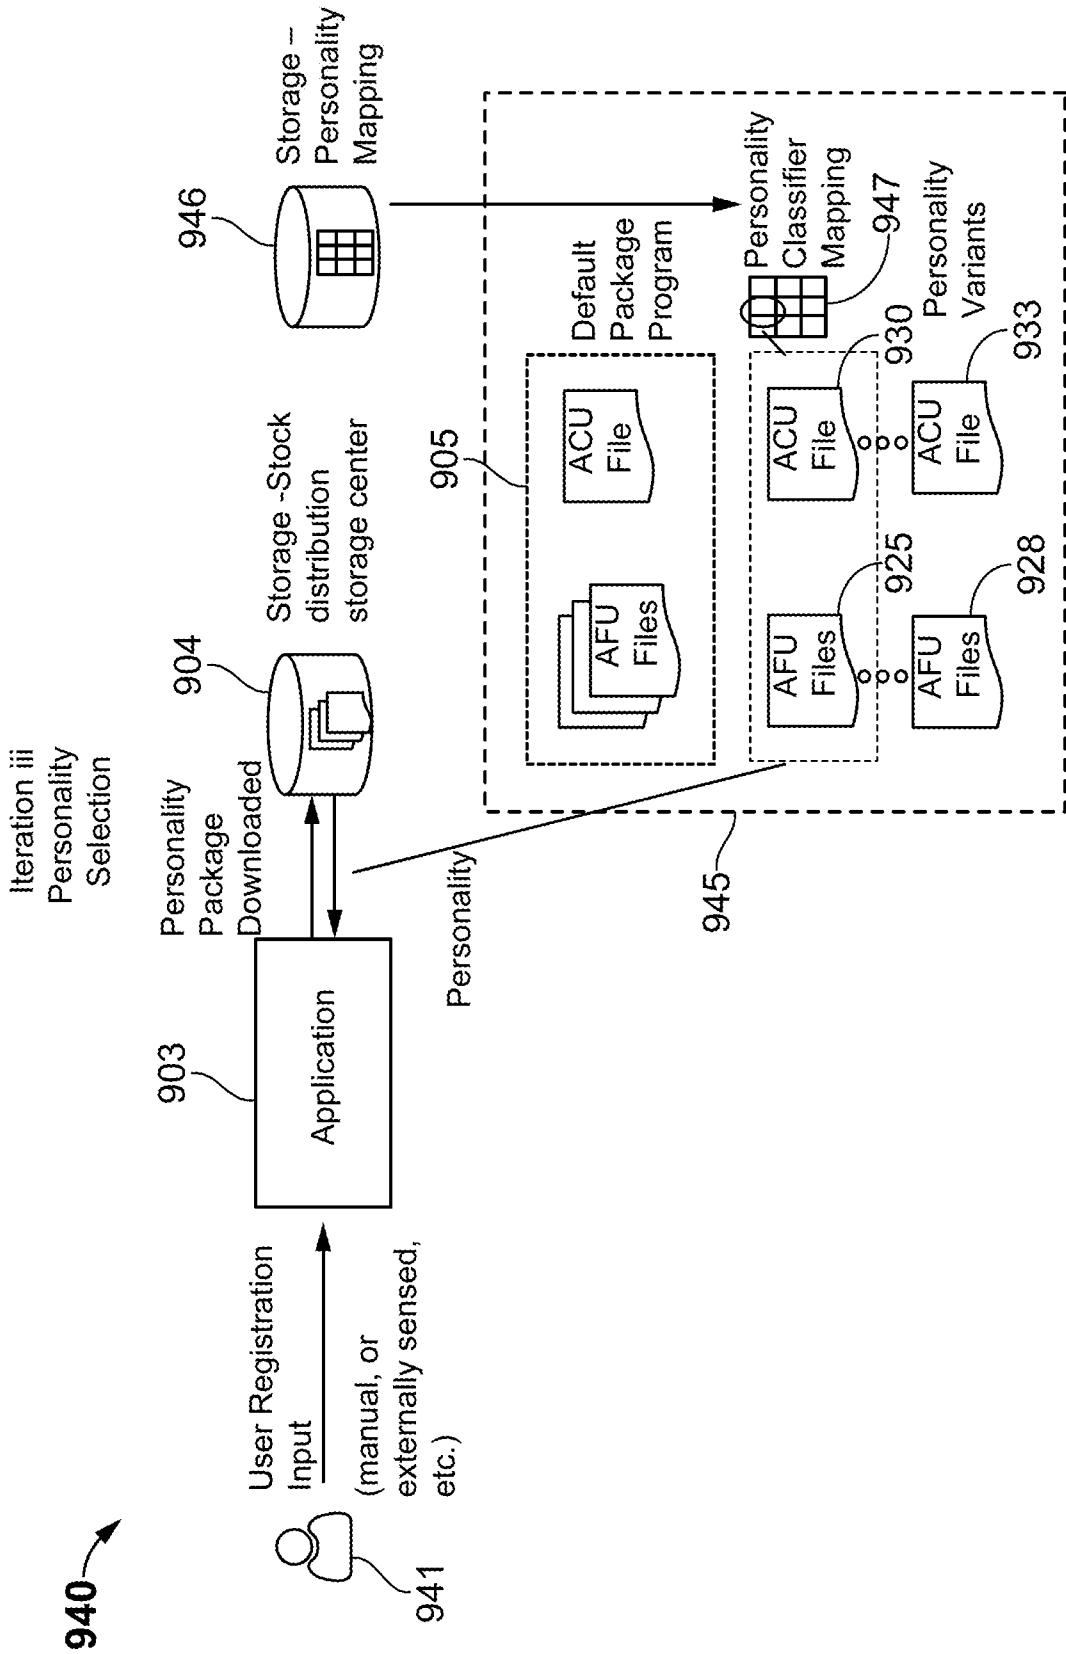 940
Iteration iii
Personality
Selection
941
User Registration
Input
(manual, or
externally sensed,
etc.)
903
Application
Personality
Package
Downloaded
Personality
904
Storage -Stock
distribution
storage center
946
Storage –
Personality
Mapping
945
905
AFU
Files
ACU
File
Default
Package
Program
AFU
Files
925
ACU
File
930
Personality
Classifier
Mapping
947
AFU
Files
928
ACU
File
933
Personality
Variants